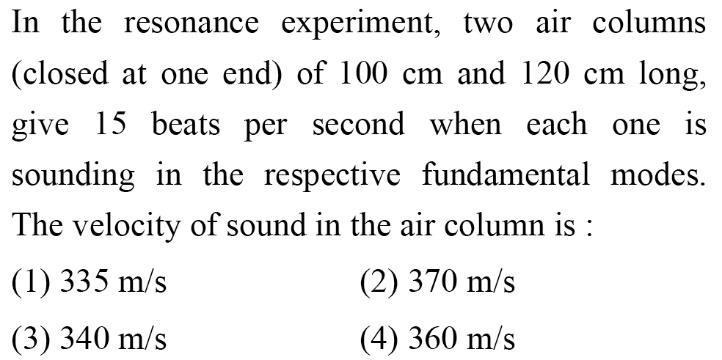 In the resonance experiment, two air columns
(closed at one end) of 100 cm and 120 cm long,
give 15 beats per second when each one is
sounding in the respective fundamental modes.
The velocity of sound in the air column is :
(1) 335 m/s (2) 370 m/s
(3) 340 m/s (4) 360 m/s